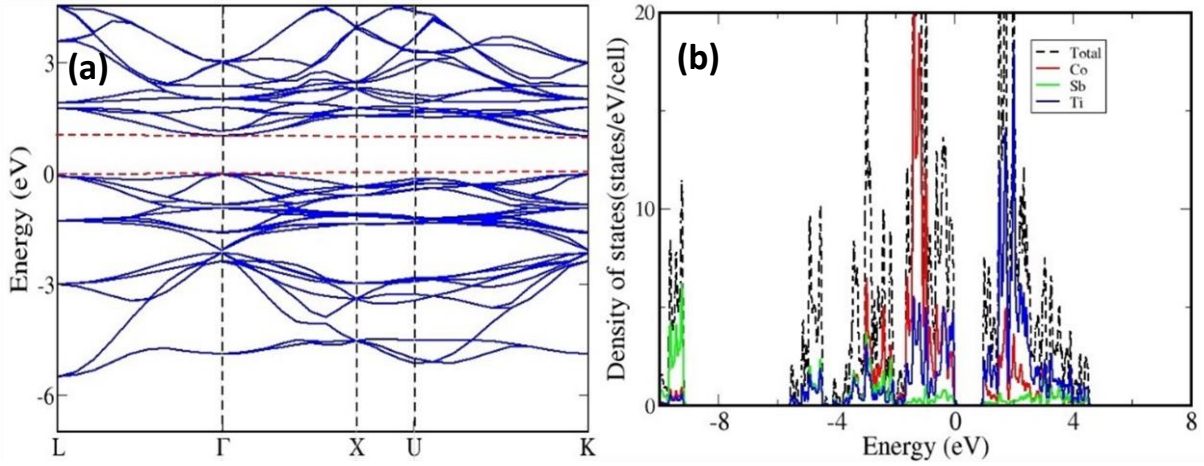 (a)
Energy (eV)
3
0
-3
-6
L Γ X U K
(b)
Density of states(states/eV/cell)
20
10
0
Total
Co
Sb
Ti
-8 -4 0 4 8
Energy (eV)